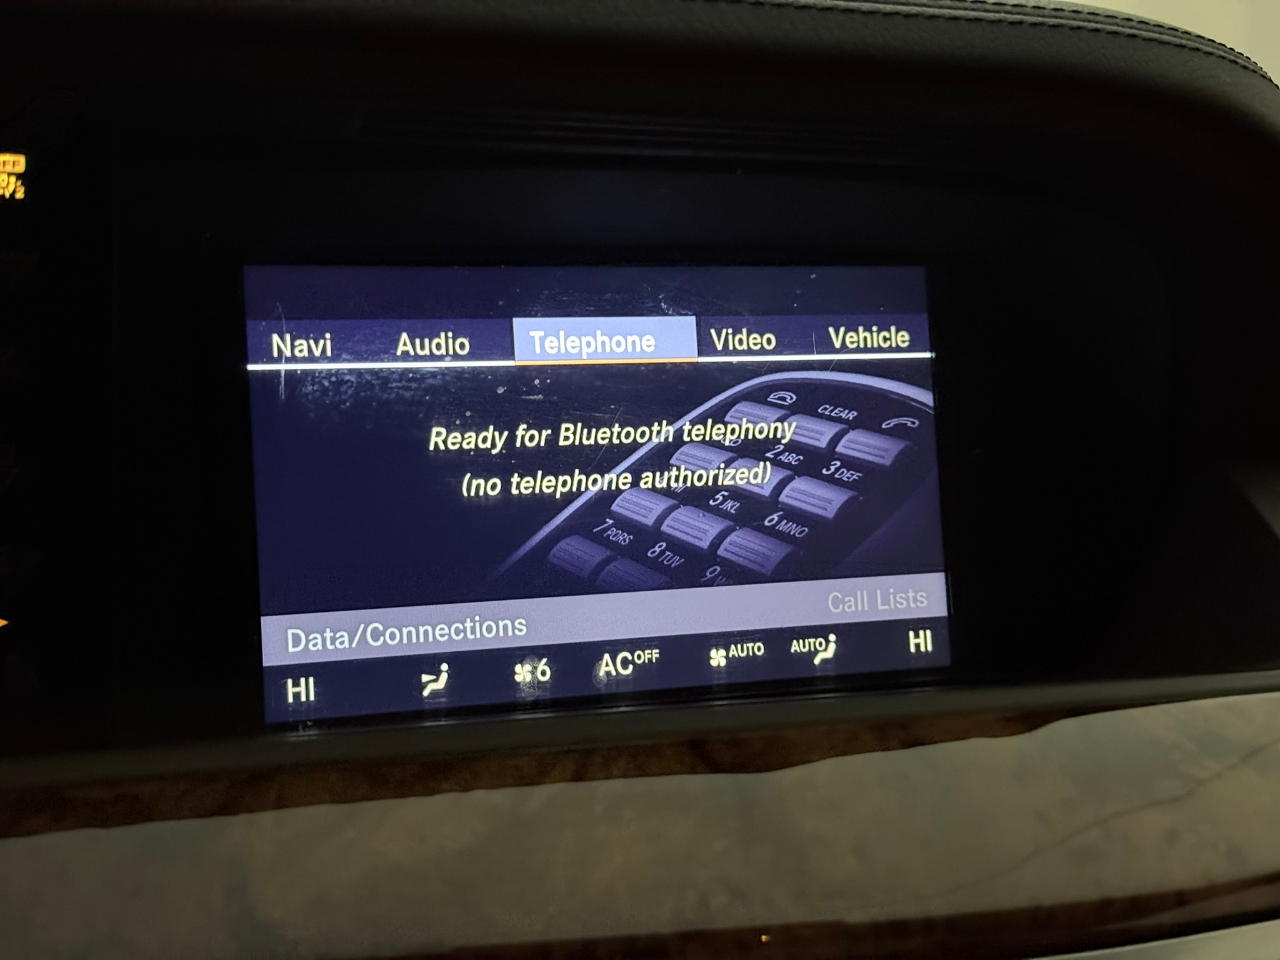 Navi Audio Telephone Video Vehicle
CLEAR
Ready for Bluetooth telephony
2 ABC 3 DEF
(no telephone authorized)
5 JKL 6 MNO
7 PQRS 8 TUV 9
Call Lists
Data/Connections
HI 6 AC OFF AUTO AUTO HI